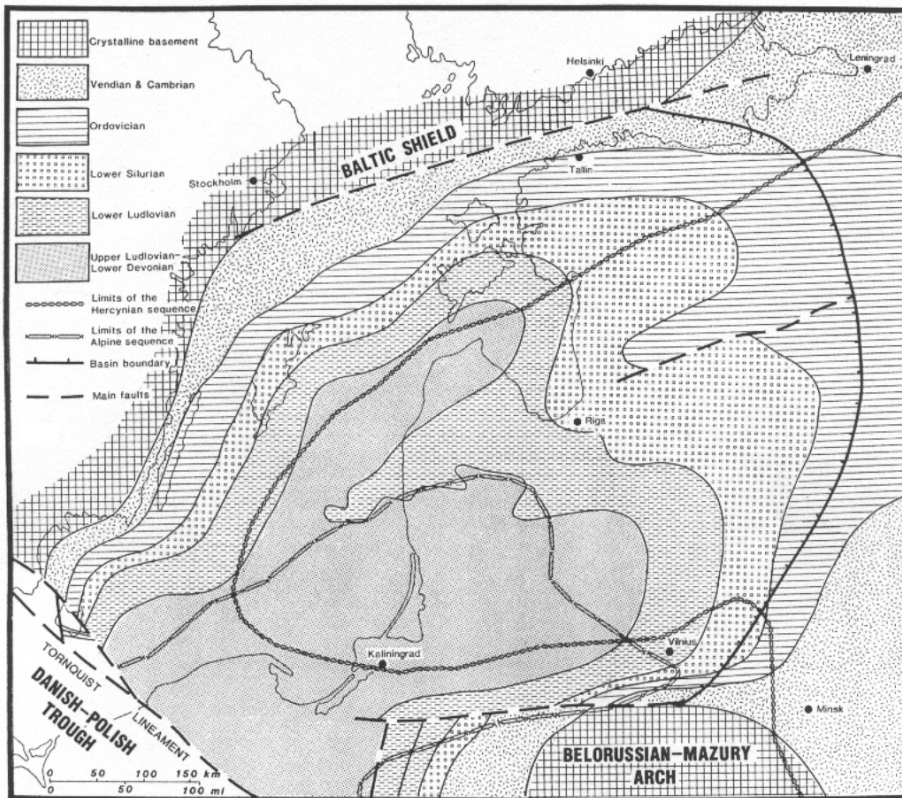 Crystalline basement
Vendian & Cambrian
Ordovician
Lower Silurian
Lower Ludlovian
Upper Ludlovian-
Lower Devonian
Limits of the
Hercynian sequence
Limits of the
Alpine sequence
Basin boundary
Main faults
Helsinki
Leningrad
BALTIC SHIELD
Stockholm
Tallin
Riga
Vilnius
Kaliningrad
Minsk
TORNQUIST
LINEAMENT
DANISH-POLISH
TROUGH
BELORUSSIAN-MAZURY
ARCH
0 50 100 150 km
0 50 100 mi